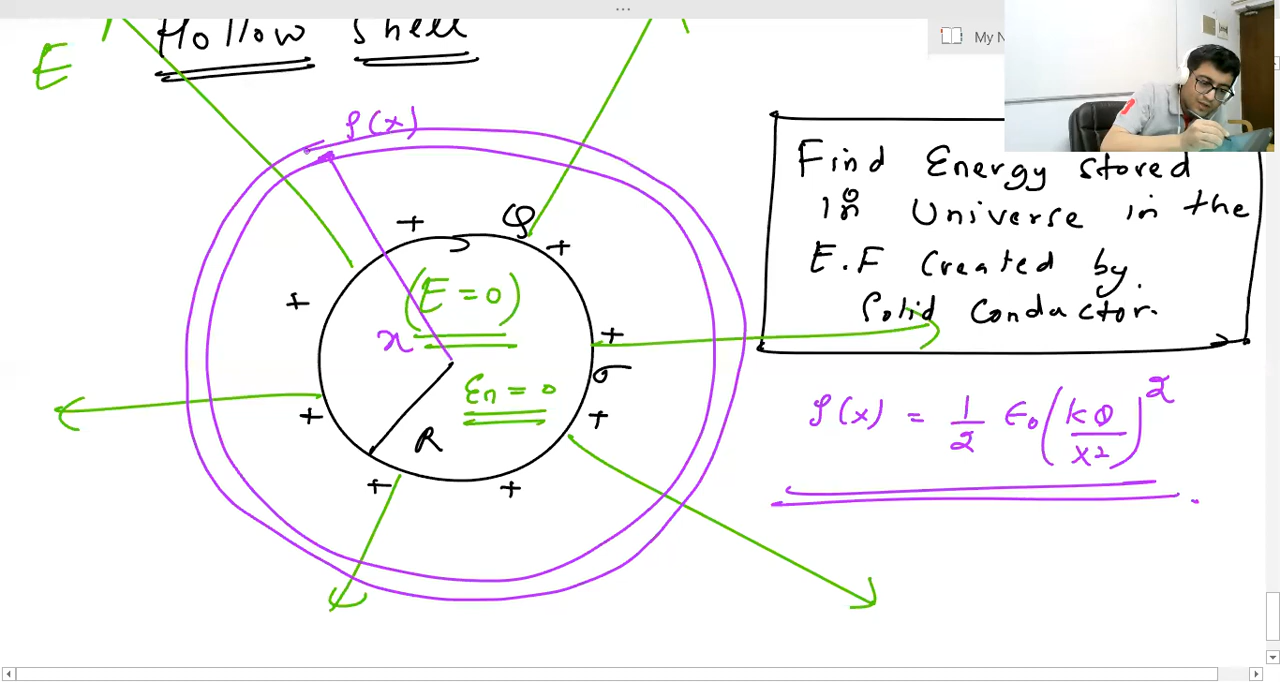 Hollow Shell
E
My N
ρ(x)
+ Q +
(E = 0)
+
x
+
σ
En = 0
+ +
R
+ +
Find Energy stored
in Universe in the
E.F Created by
Solid Conductor.
ρ(x) = 1/2 ε₀ (kQ/x²)²